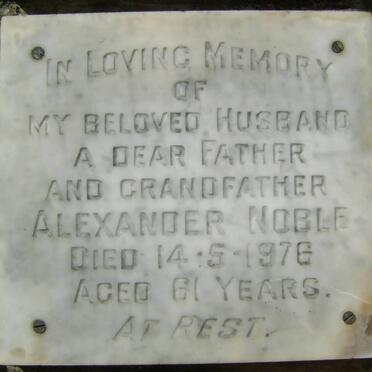 In Loving Memory
of
my beloved Husband
a dear Father
and grandfather
Alexander Noble
Died 14·5·1976
Aged 61 Years.
At Rest.